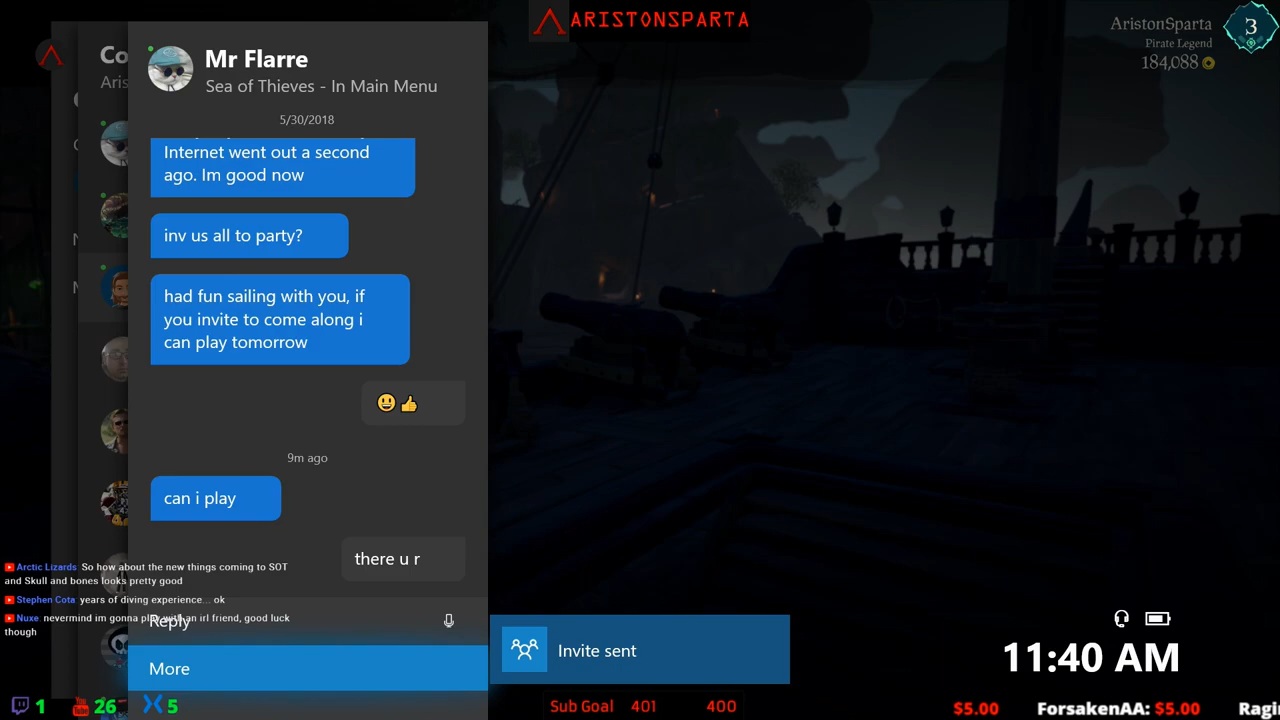 ARISTONSPARTA
AristonSparta
Pirate Legend
184,088
3
Co
Aris
Mr Flarre
Sea of Thieves - In Main Menu
5/30/2018
Internet went out a second
ago. Im good now
inv us all to party?
had fun sailing with you, if
you invite to come along i
can play tomorrow
😃👍
9m ago
can i play
there u r
Arctic Lizards: So how about the new things coming to SOT
and Skull and bones looks pretty good
Stephen Cota: years of diving experience... ok
Nuxe: nevermind im gonna play with an irl friend, good luck
though
Reply
More
Invite sent
11:40 AM
1
You Tube
26
5
Sub Goal 401 400
$5.00 ForsakenAA: $5.00 Ragin